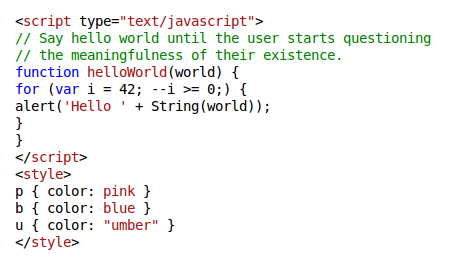 <script type="text/javascript">
// Say hello world until the user starts questioning
// the meaningfulness of their existence.
function helloWorld(world) {
for (var i = 42; --i >= 0;) {
alert('Hello ' + String(world));
}
}
</script>
<style>
p { color: pink }
b { color: blue }
u { color: "umber" }
</style>